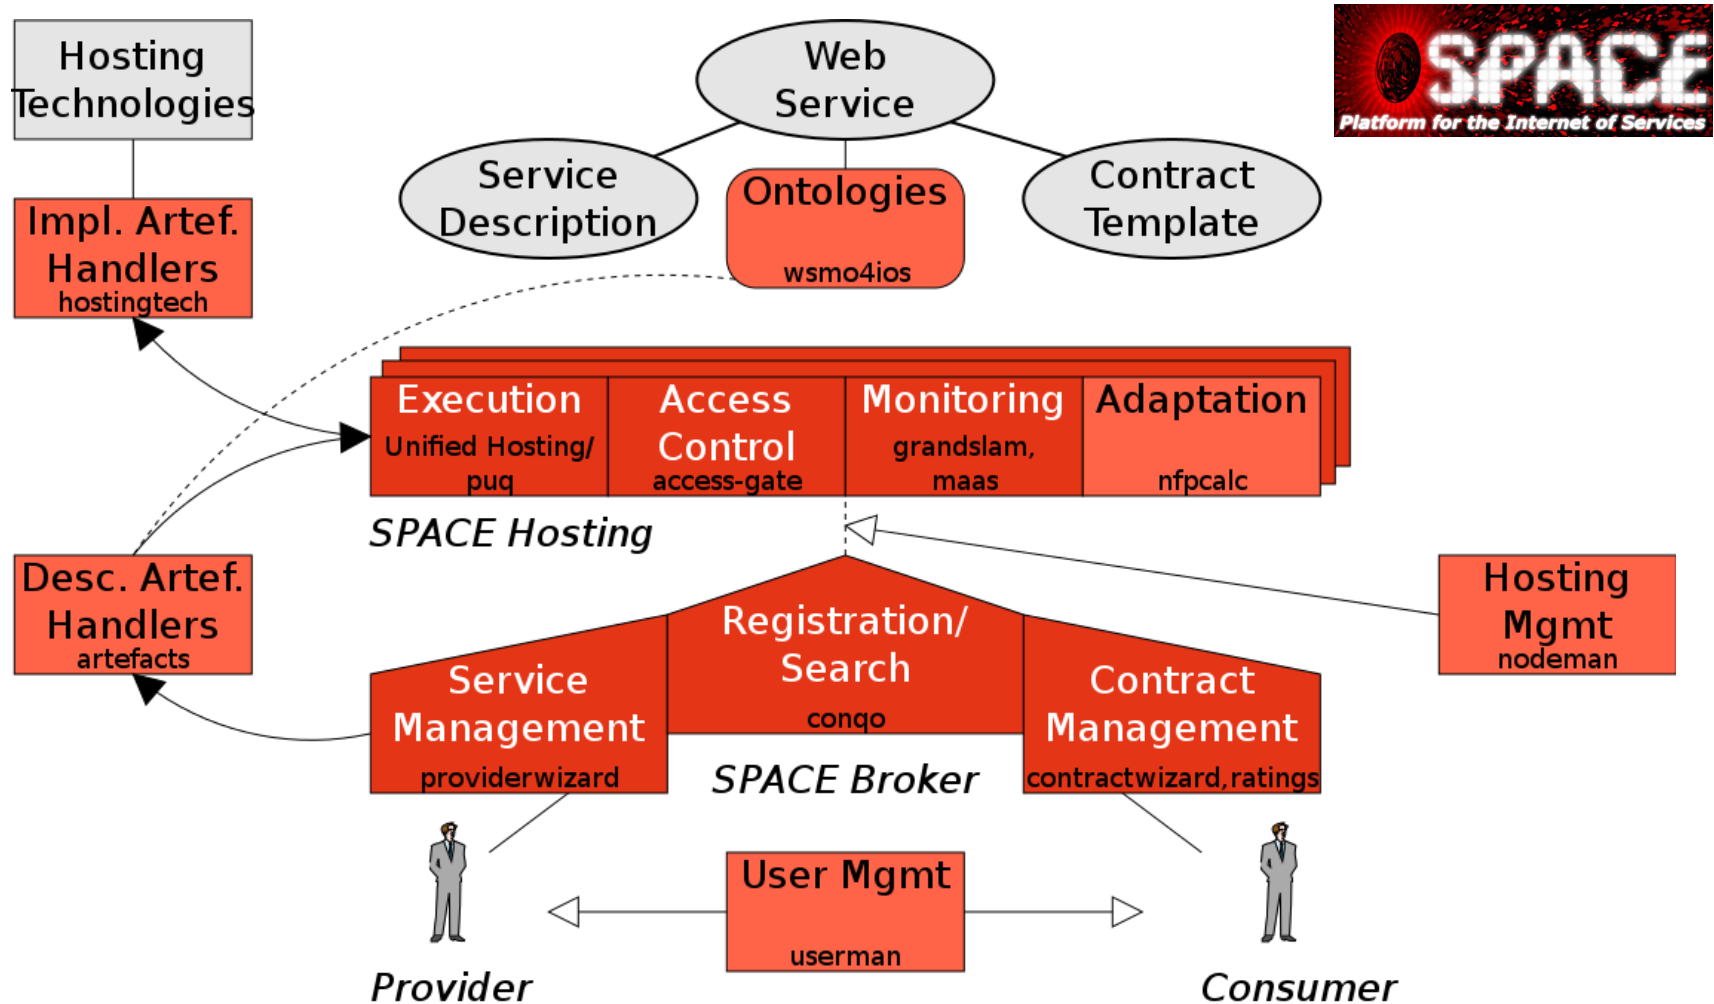 Hosting
Technologies
Web
Service
SPACE
Platform for the Internet of Services
Service
Description
Ontologies
wsmo4ios
Contract
Template
Impl. Artef.
Handlers
hostingtech
Execution
Unified Hosting/
puq
Access
Control
access-gate
Monitoring
grandslam,
maas
Adaptation
nfpcalc
SPACE Hosting
Desc. Artef.
Handlers
artefacts
Hosting
Mgmt
nodeman
Service
Management
providerwizard
Registration/
Search
conqo
Contract
Management
contractwizard,ratings
SPACE Broker
User Mgmt
userman
Provider
Consumer